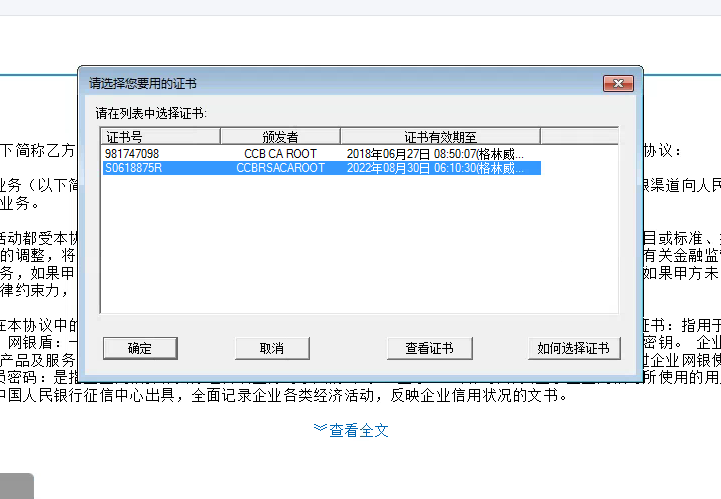 请选择您要用的证书
请在列表中选择证书:
证书号 颁发者 证书有效期至
981747098 CCB CA ROOT 2018年06月27日 08:50:07(格林威...
S0618875R CCBRSACAROOT 2022年08月30日 06:10:30(格林威...
确定 取消 查看证书 如何选择证书
下简称乙方 协议：
业务（以下简 银渠道向人民
业务。
活动都受本协 目或标准、
的调整，将 有关金融监管
务，如果甲 如果甲方未
律约束力，
在本协议中的 证书：指用于
网银盾：一 密钥。 企业
产品及服务 过企业网银使
员密码：是指 所使用的用户
中国人民银行征信中心出具，全面记录企业各类经济活动，反映企业信用状况的文书。
查看全文